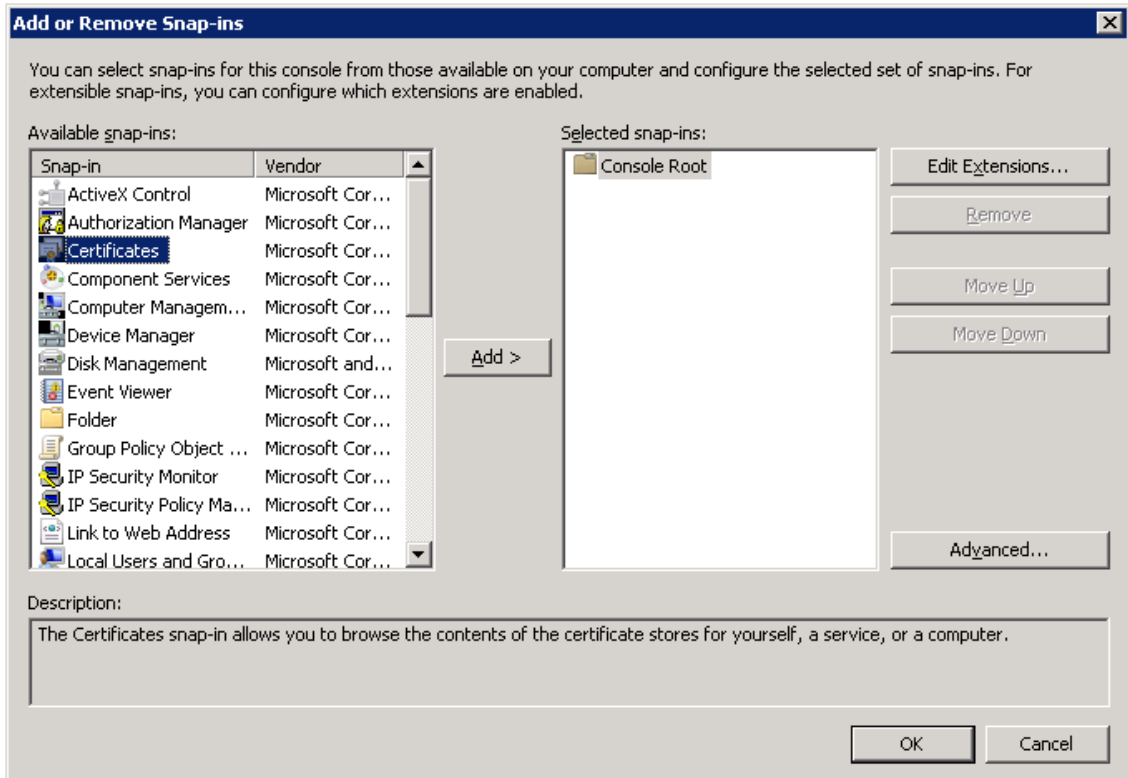 Add or Remove Snap-ins
You can select snap-ins for this console from those available on your computer and configure the selected set of snap-ins. For
extensible snap-ins, you can configure which extensions are enabled.
Available snap-ins:
Snap-in Vendor
ActiveX Control Microsoft Cor...
Authorization Manager Microsoft Cor...
Certificates Microsoft Cor...
Component Services Microsoft Cor...
Computer Managem... Microsoft Cor...
Device Manager Microsoft Cor...
Disk Management Microsoft and...
Event Viewer Microsoft Cor...
Folder Microsoft Cor...
Group Policy Object ... Microsoft Cor...
IP Security Monitor Microsoft Cor...
IP Security Policy Ma... Microsoft Cor...
Link to Web Address Microsoft Cor...
Local Users and Gro... Microsoft Cor...
Add >
Selected snap-ins:
Console Root
Edit Extensions...
Remove
Move Up
Move Down
Advanced...
Description:
The Certificates snap-in allows you to browse the contents of the certificate stores for yourself, a service, or a computer.
OK
Cancel